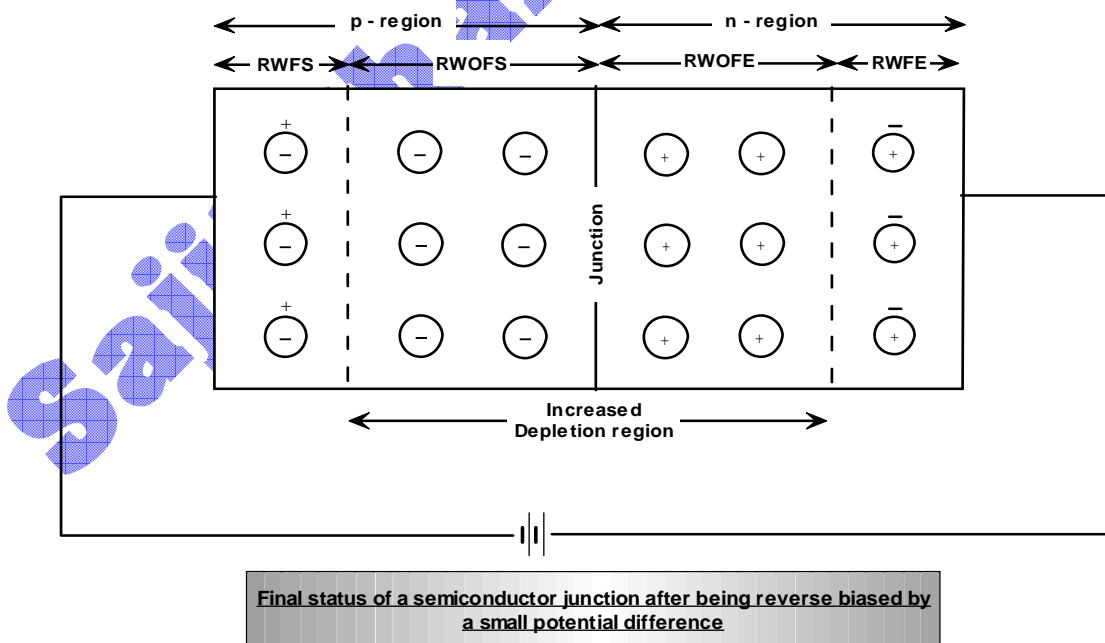 p - region
n - region
RWFS
RWOFS
RWOFE
RWFE
Junction
Increased
Depletion region
Final status of a semiconductor junction after being reverse biased by
a small potential difference